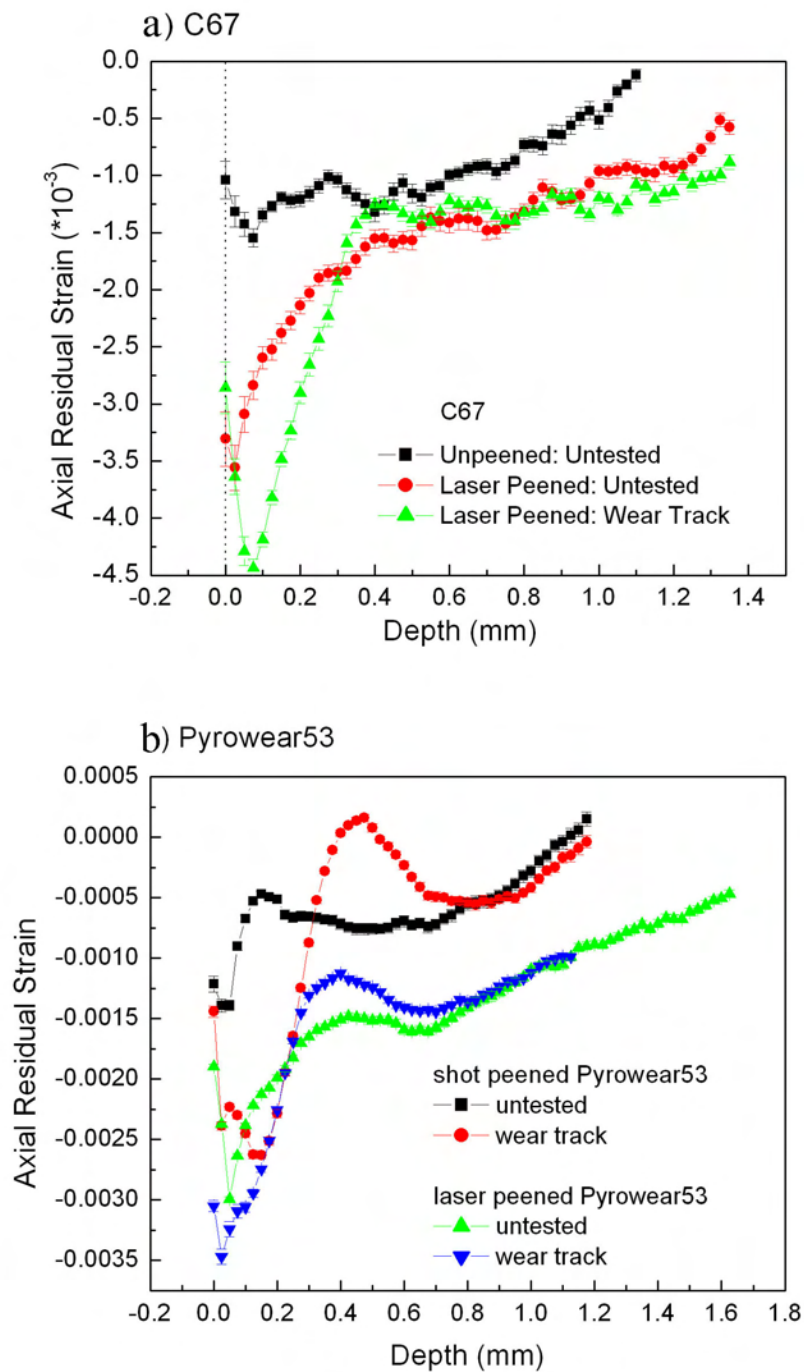 a) C67
0.0
-0.5
-1.0
-1.5
-2.0
-2.5
-3.0
-3.5
-4.0
-4.5
Axial Residual Strain (*10-3)
C67
Unpeened: Untested
Laser Peened: Untested
Laser Peened: Wear Track
-0.2 0.0 0.2 0.4 0.6 0.8 1.0 1.2 1.4
Depth (mm)
b) Pyrowear53
0.0005
0.0000
-0.0005
-0.0010
-0.0015
-0.0020
-0.0025
-0.0030
-0.0035
Axial Residual Strain
shot peened Pyrowear53
untested
wear track
laser peened Pyrowear53
untested
wear track
-0.2 0.0 0.2 0.4 0.6 0.8 1.0 1.2 1.4 1.6 1.8
Depth (mm)